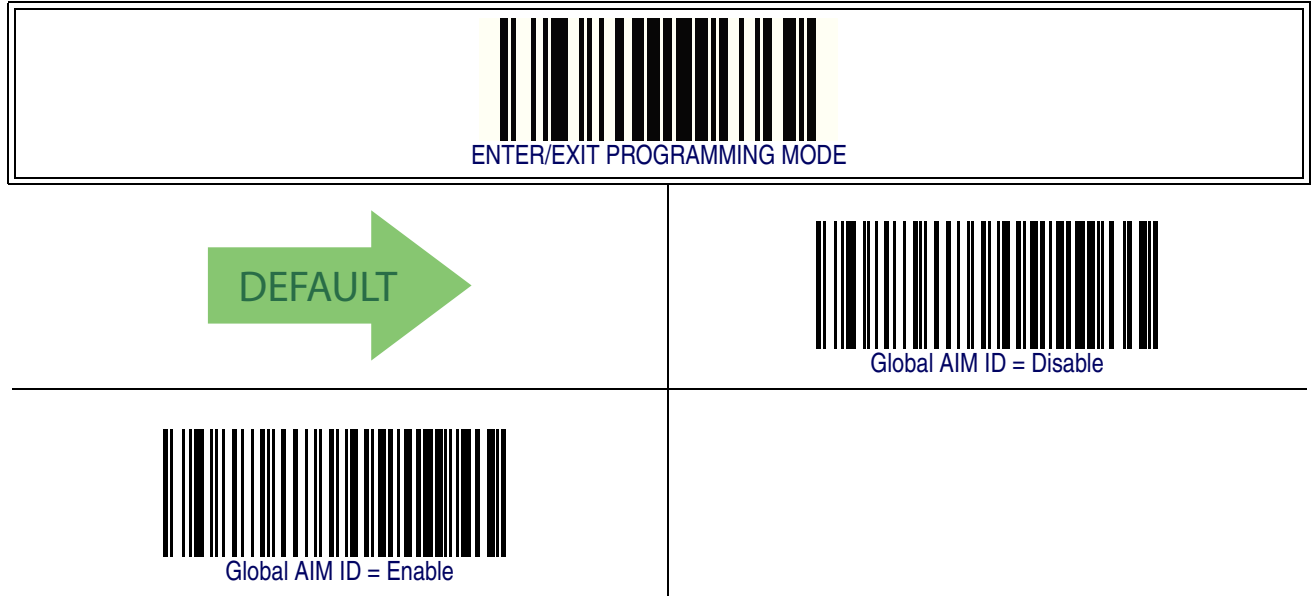 ENTER/EXIT PROGRAMMING MODE
DEFAULT
Global AIM ID = Disable
Global AIM ID = Enable